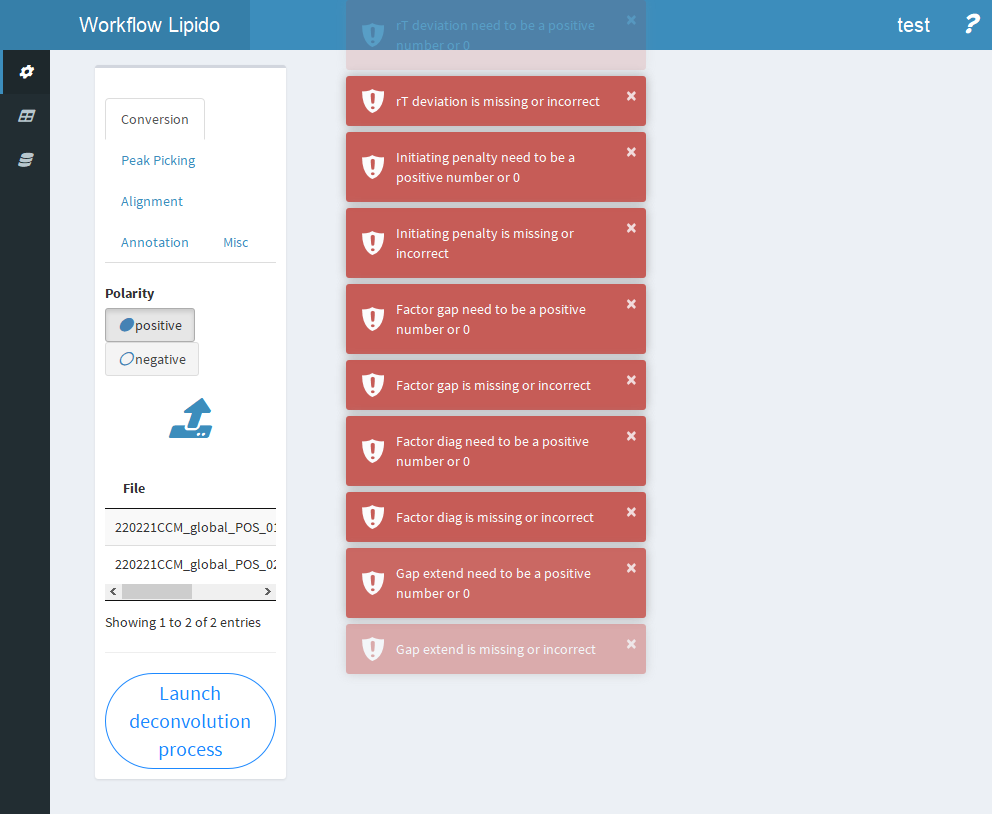 Workflow Lipido
test
?
Conversion
Peak Picking
Alignment
Annotation Misc
Polarity
positive
negative
File
220221CCM_global_POS_01
220221CCM_global_POS_02
Showing 1 to 2 of 2 entries
Launch
deconvolution
process
rT deviation need to be a positive
number or 0
rT deviation is missing or incorrect
Initiating penalty need to be a
positive number or 0
Initiating penalty is missing or
incorrect
Factor gap need to be a positive
number or 0
Factor gap is missing or incorrect
Factor diag need to be a positive
number or 0
Factor diag is missing or incorrect
Gap extend need to be a positive
number or 0
Gap extend is missing or incorrect